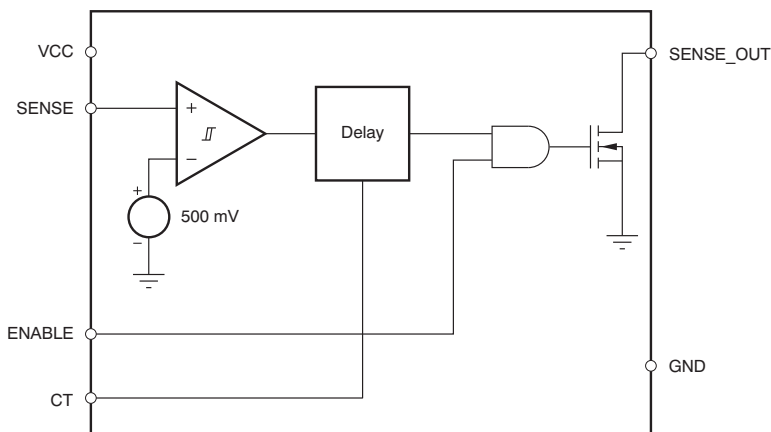 VCC
SENSE_OUT
SENSE
+
Delay
−
+
500 mV
−
ENABLE
GND
CT